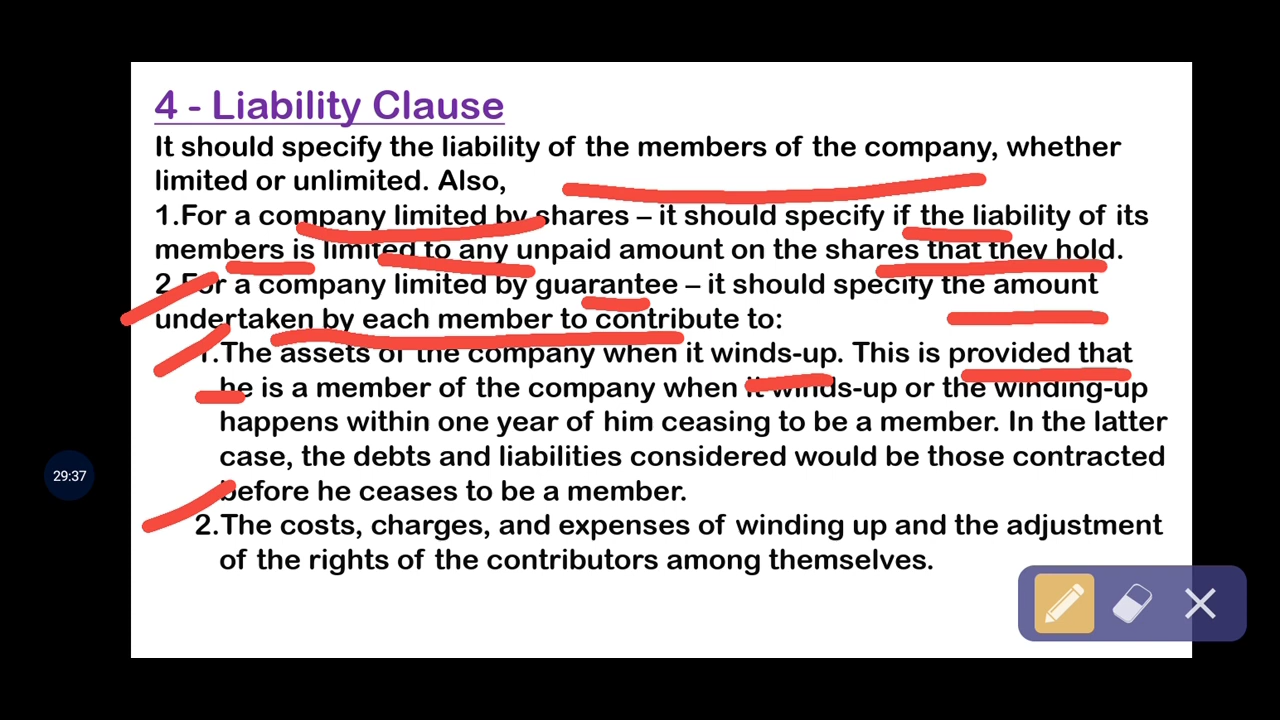 4 - Liability Clause
It should specify the liability of the members of the company, whether
limited or unlimited. Also,
1.For a company limited by shares – it should specify if the liability of its
members is limited to any unpaid amount on the shares that they hold.
2.For a company limited by guarantee – it should specify the amount
undertaken by each member to contribute to:
1.The assets of the company when it winds-up. This is provided that
he is a member of the company when it winds-up or the winding-up
happens within one year of him ceasing to be a member. In the latter
case, the debts and liabilities considered would be those contracted
before he ceases to be a member.
2.The costs, charges, and expenses of winding up and the adjustment
of the rights of the contributors among themselves.
29:37